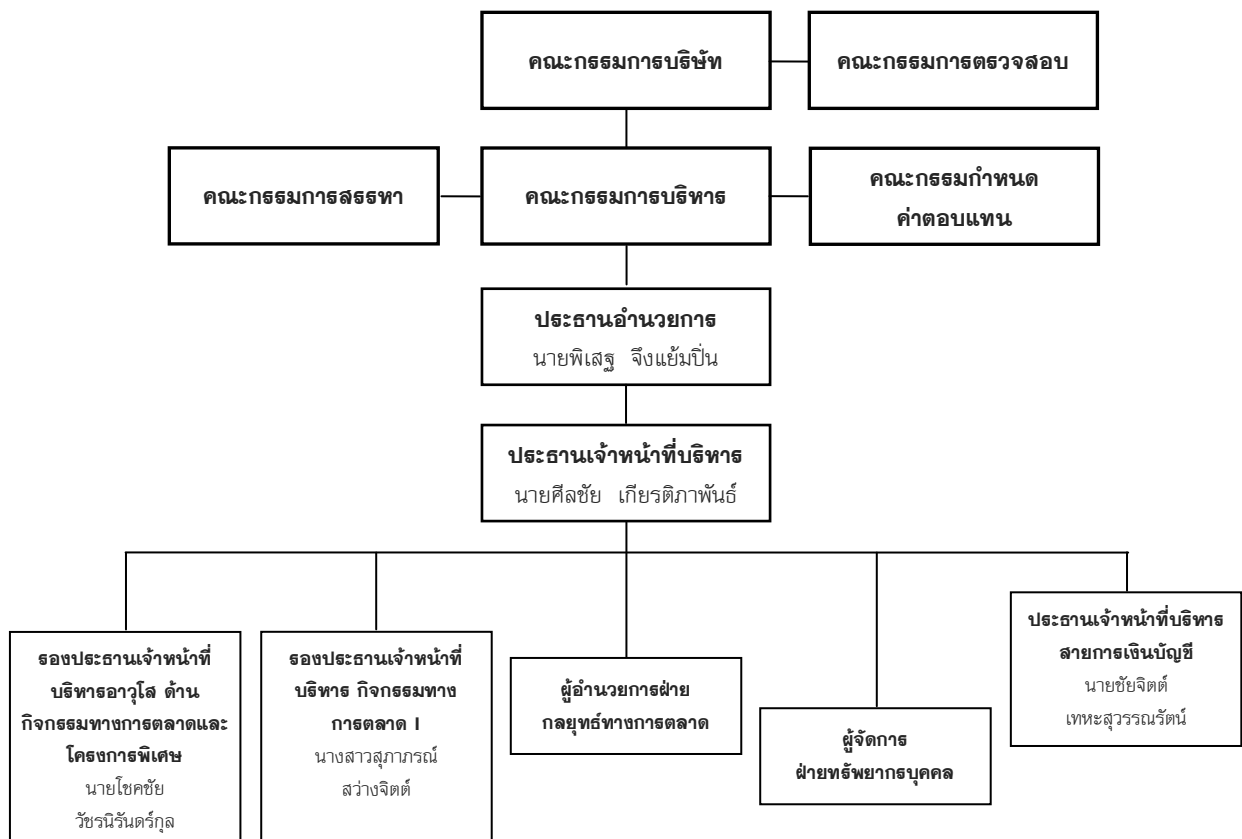 คณะกรรมการบริษัท
คณะกรรมการตรวจสอบ
คณะกรรมการสรรหา
คณะกรรมการบริหาร
คณะกรรมกำหนด
ค่าตอบแทน
ประธานอำนวยการ
นายพิเสฐ จึงแย้มปิ่น
ประธานเจ้าหน้าที่บริหาร
นายศีลชัย เกียรติภาพันธ์
รองประธานเจ้าหน้าที่
บริหารอาวุโส ด้าน
กิจกรรมทางการตลาดและ
โครงการพิเศษ
นายโชคชัย
วัชรนิรันดร์กุล
รองประธานเจ้าหน้าที่
บริหาร กิจกรรมทาง
การตลาด I
นางสาวสุภาภรณ์
สว่างจิตต์
ผู้อำนวยการฝ่าย
กลยุทธ์ทางการตลาด
ผู้จัดการ
ฝ่ายทรัพยากรบุคคล
ประธานเจ้าหน้าที่บริหาร
สายการเงินบัญชี
นายชัยจิตต์
เทหะสุวรรณรัตน์